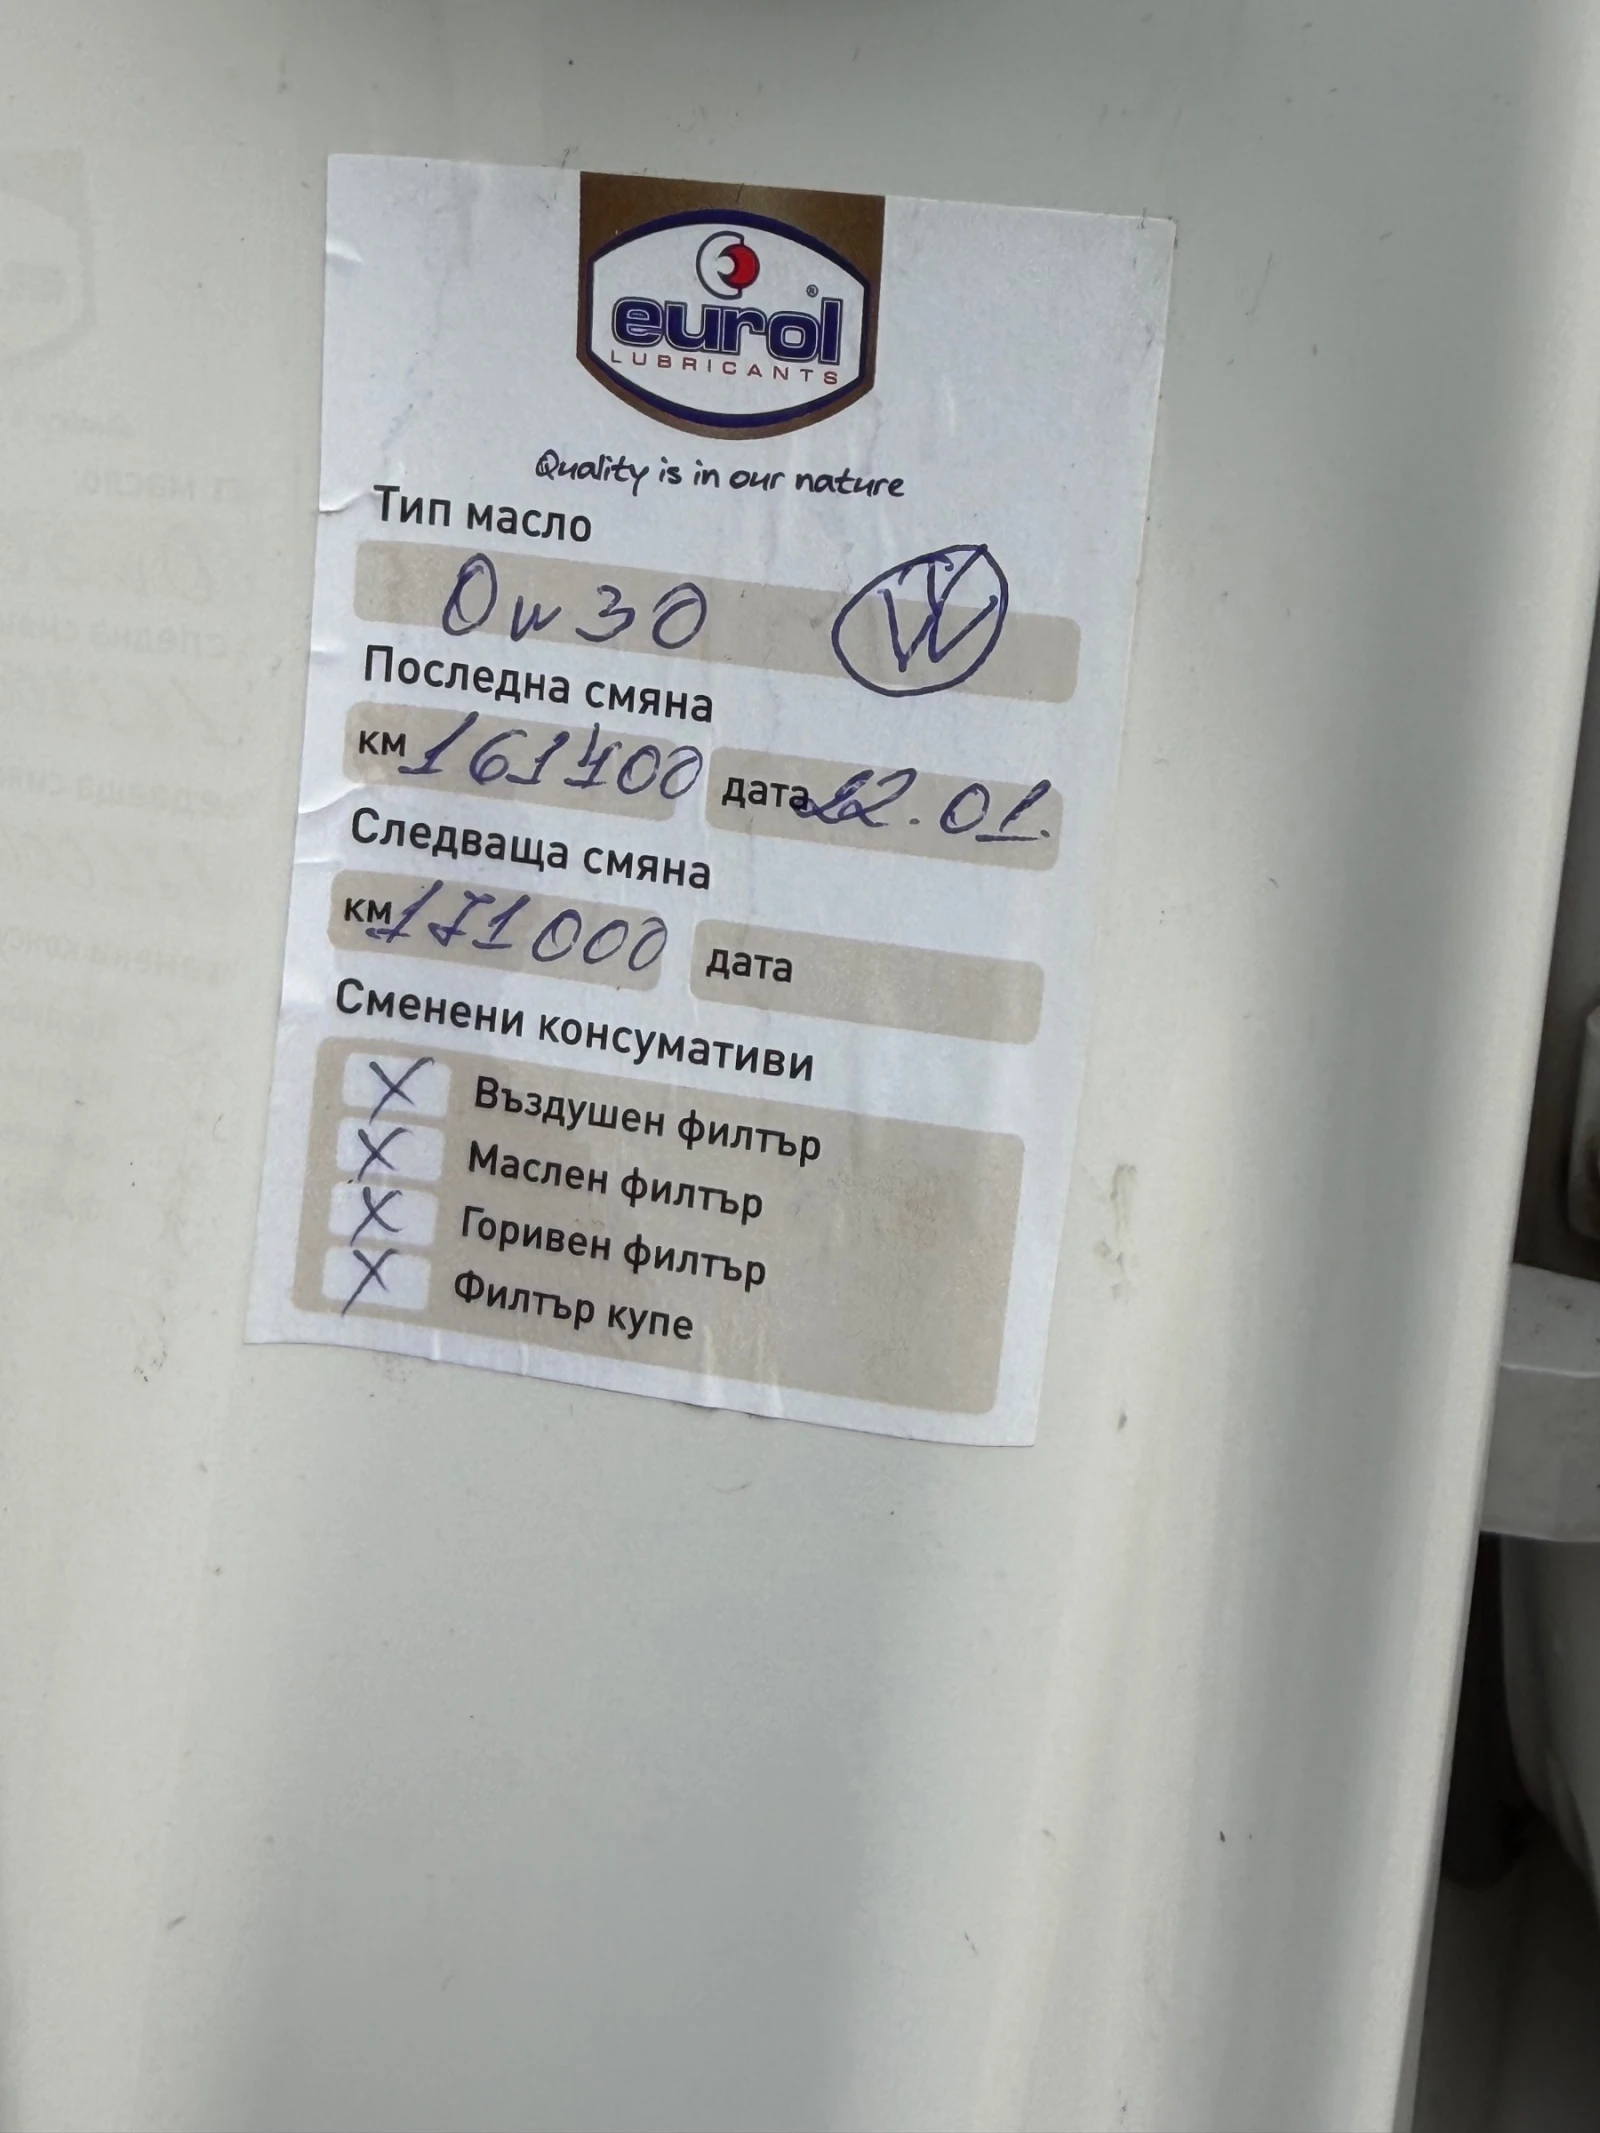 eurol®
LUBRICANTS
Quality is in our nature
Тип масло
0w30 VW
Последна смяна
км 161400 дата 22.01.
Следваща смяна
км 171000 дата
Сменени консумативи
X Въздушен филтър
X Маслен филтър
X Горивен филтър
X Филтър купе